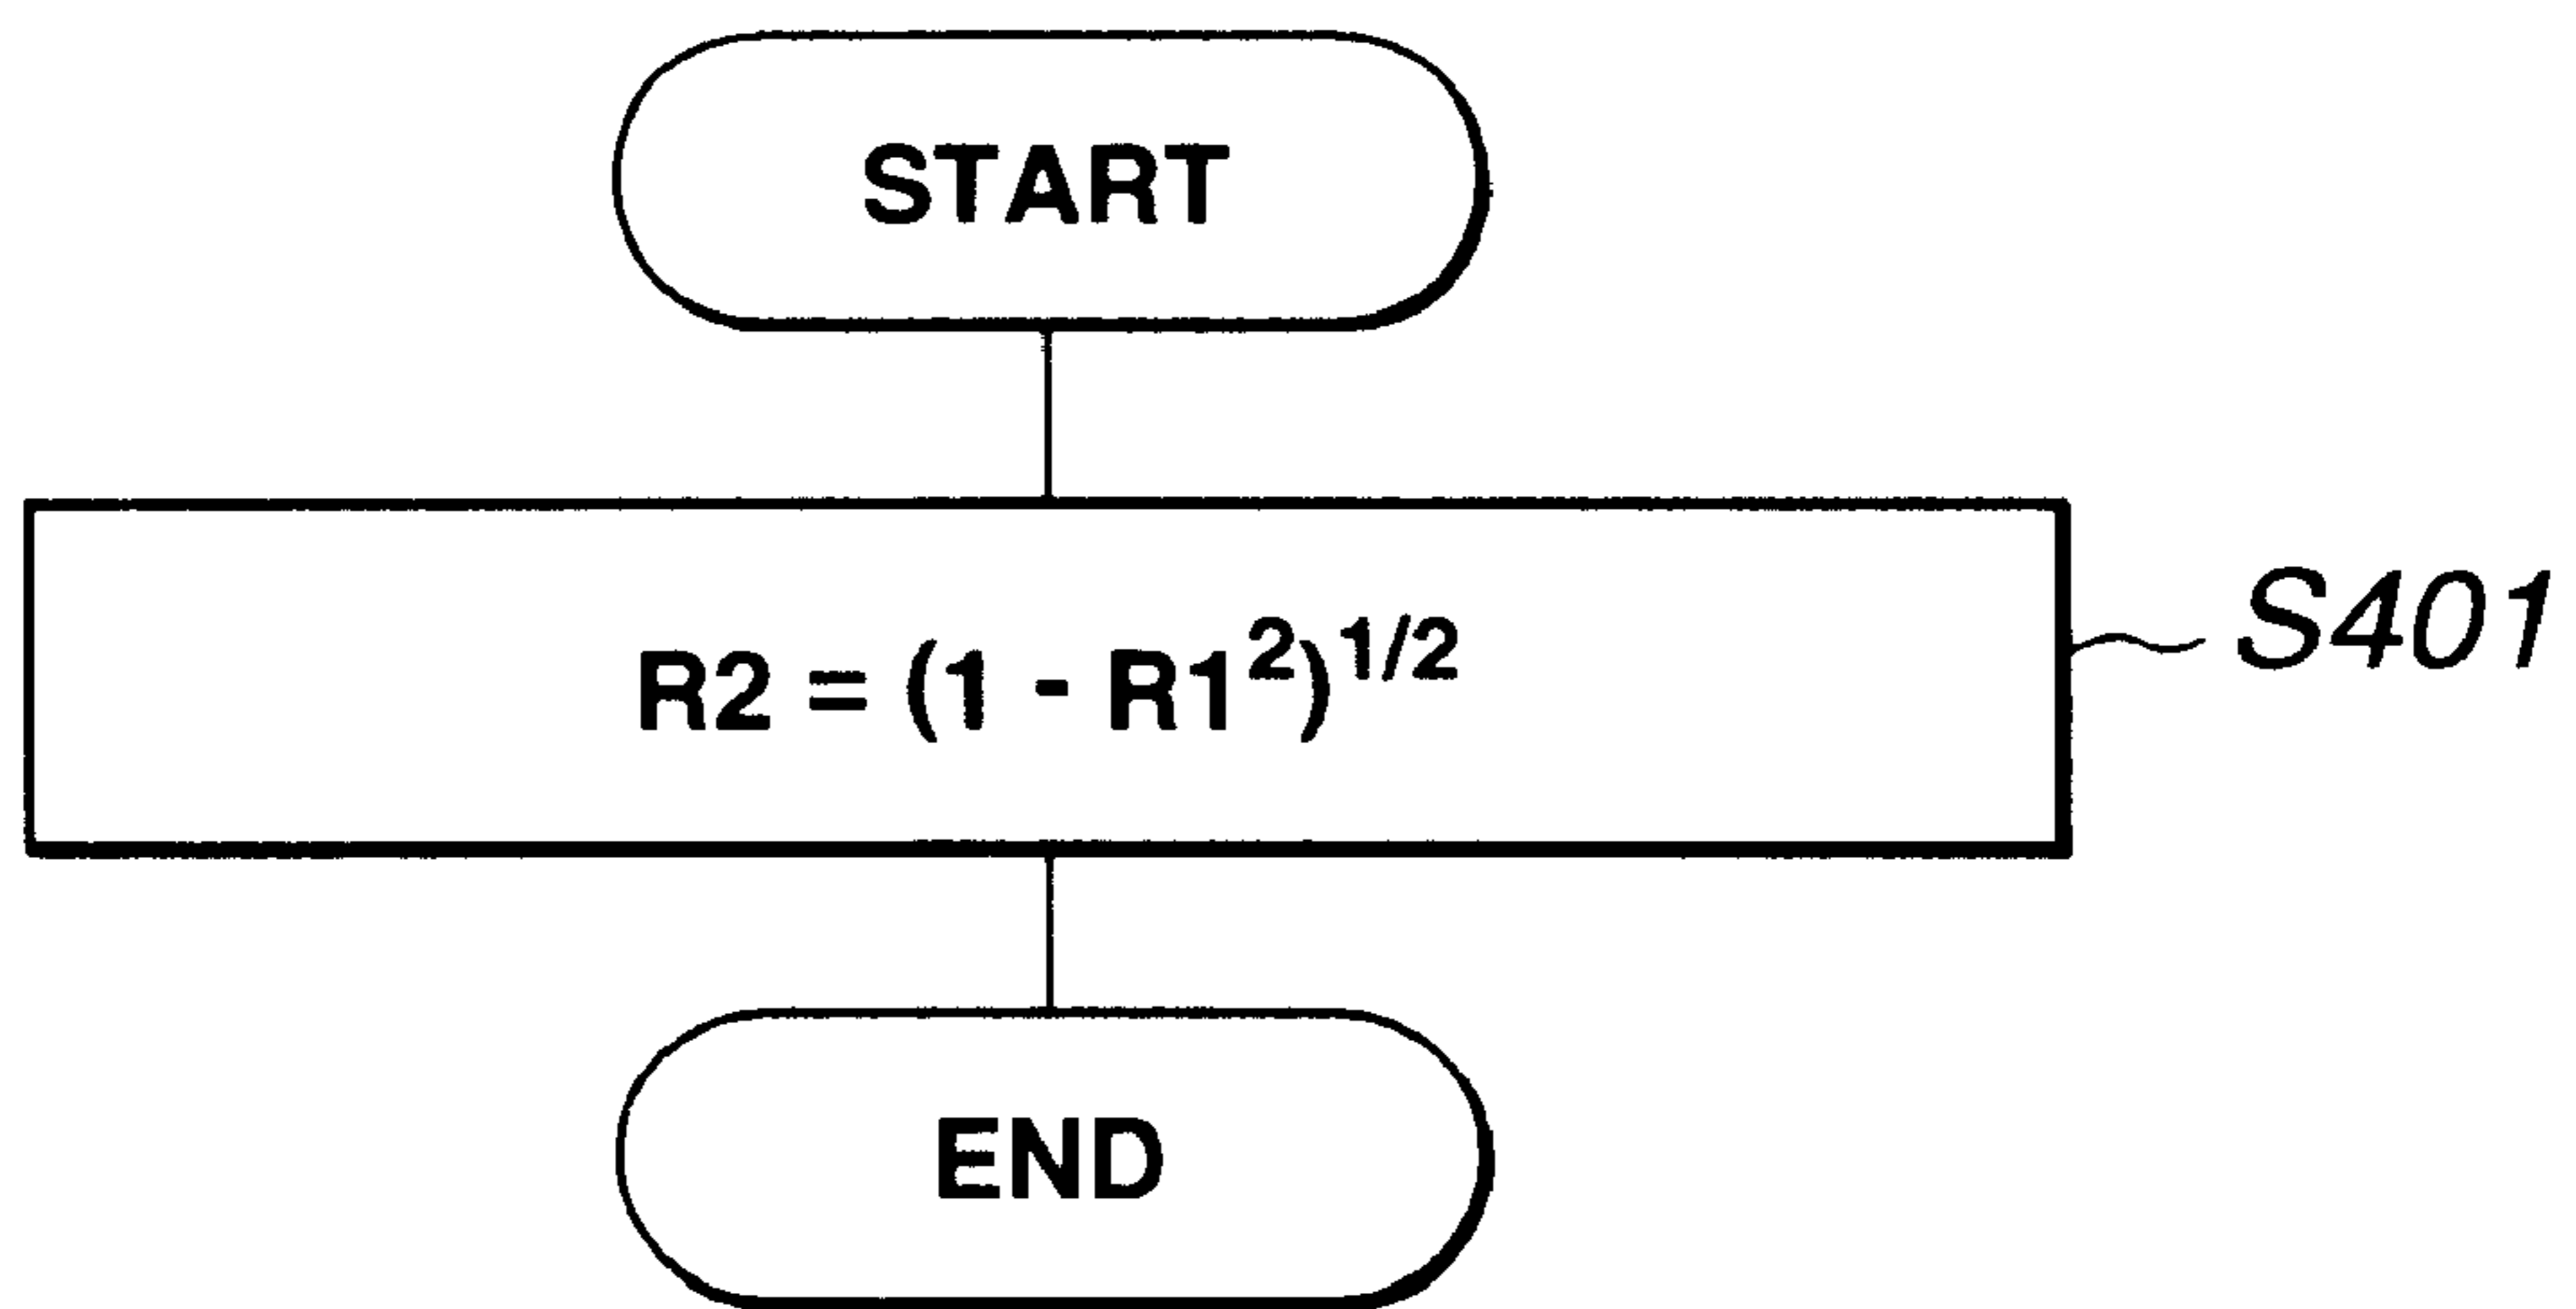 START
R2 = (1 - R1²)¹/²
S401
END